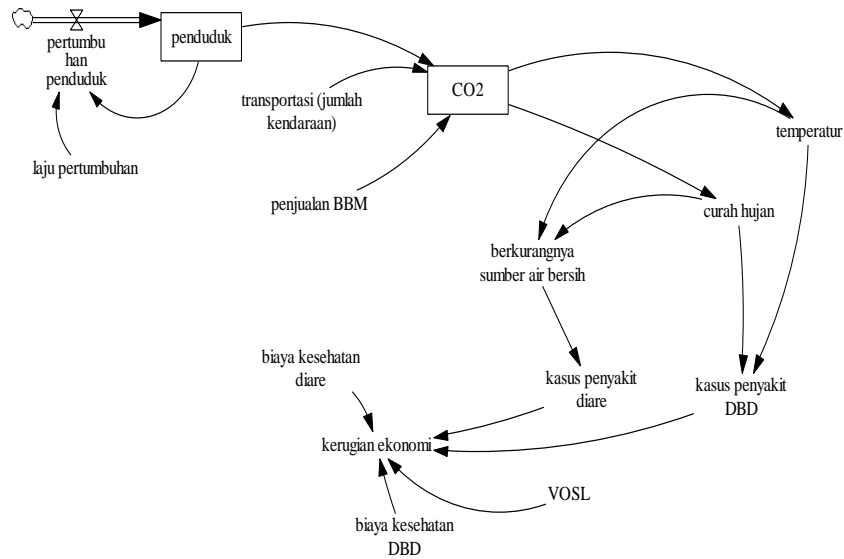 penduduk
pertumbu
han
penduduk
laju pertumbuhan
transportasi (jumlah
kendaraan)
CO2
penjualan BBM
temperatur
curah hujan
berkurangnya
sumber air bersih
biaya kesehatan
diare
kasus penyakit
diare
kasus penyakit
DBD
kerugian ekonomi
VOSL
biaya kesehatan
DBD